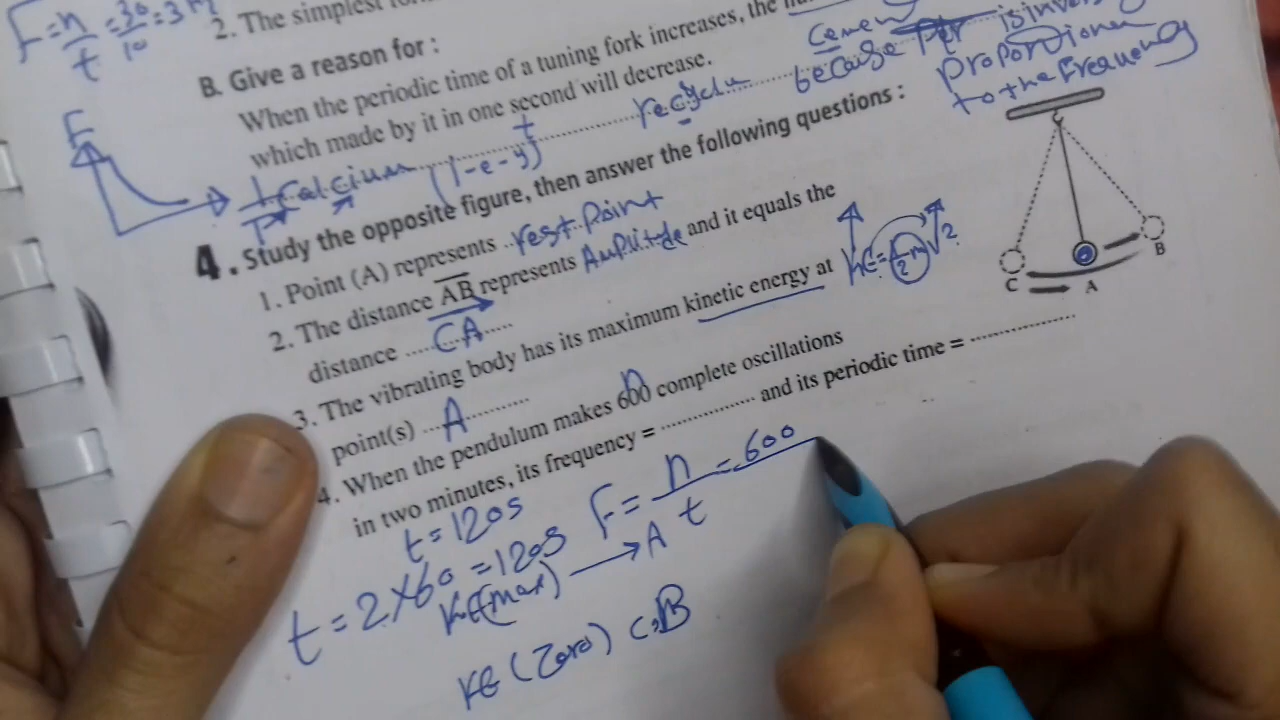 F=n/t=30/10=3
2. The simplest
B. Give a reason for :
When the periodic time of a tuning fork increases, the
which made by it in one second will decrease.
because
proportional
to the Frequency
F
Calcium
recycle
4. Study the opposite figure, then answer the following questions :
1. Point (A) represents rest point
2. The distance AB represents Amplitude and it equals the
distance CA
3. The vibrating body has its maximum kinetic energy at
point(s) A
4. When the pendulum makes 600 complete oscillations
in two minutes, its frequency = and its periodic time =
C A B
n
t=120s
t=2×60=120s
F=n/t=600
KE(max) → A
KE (Zero) C,B